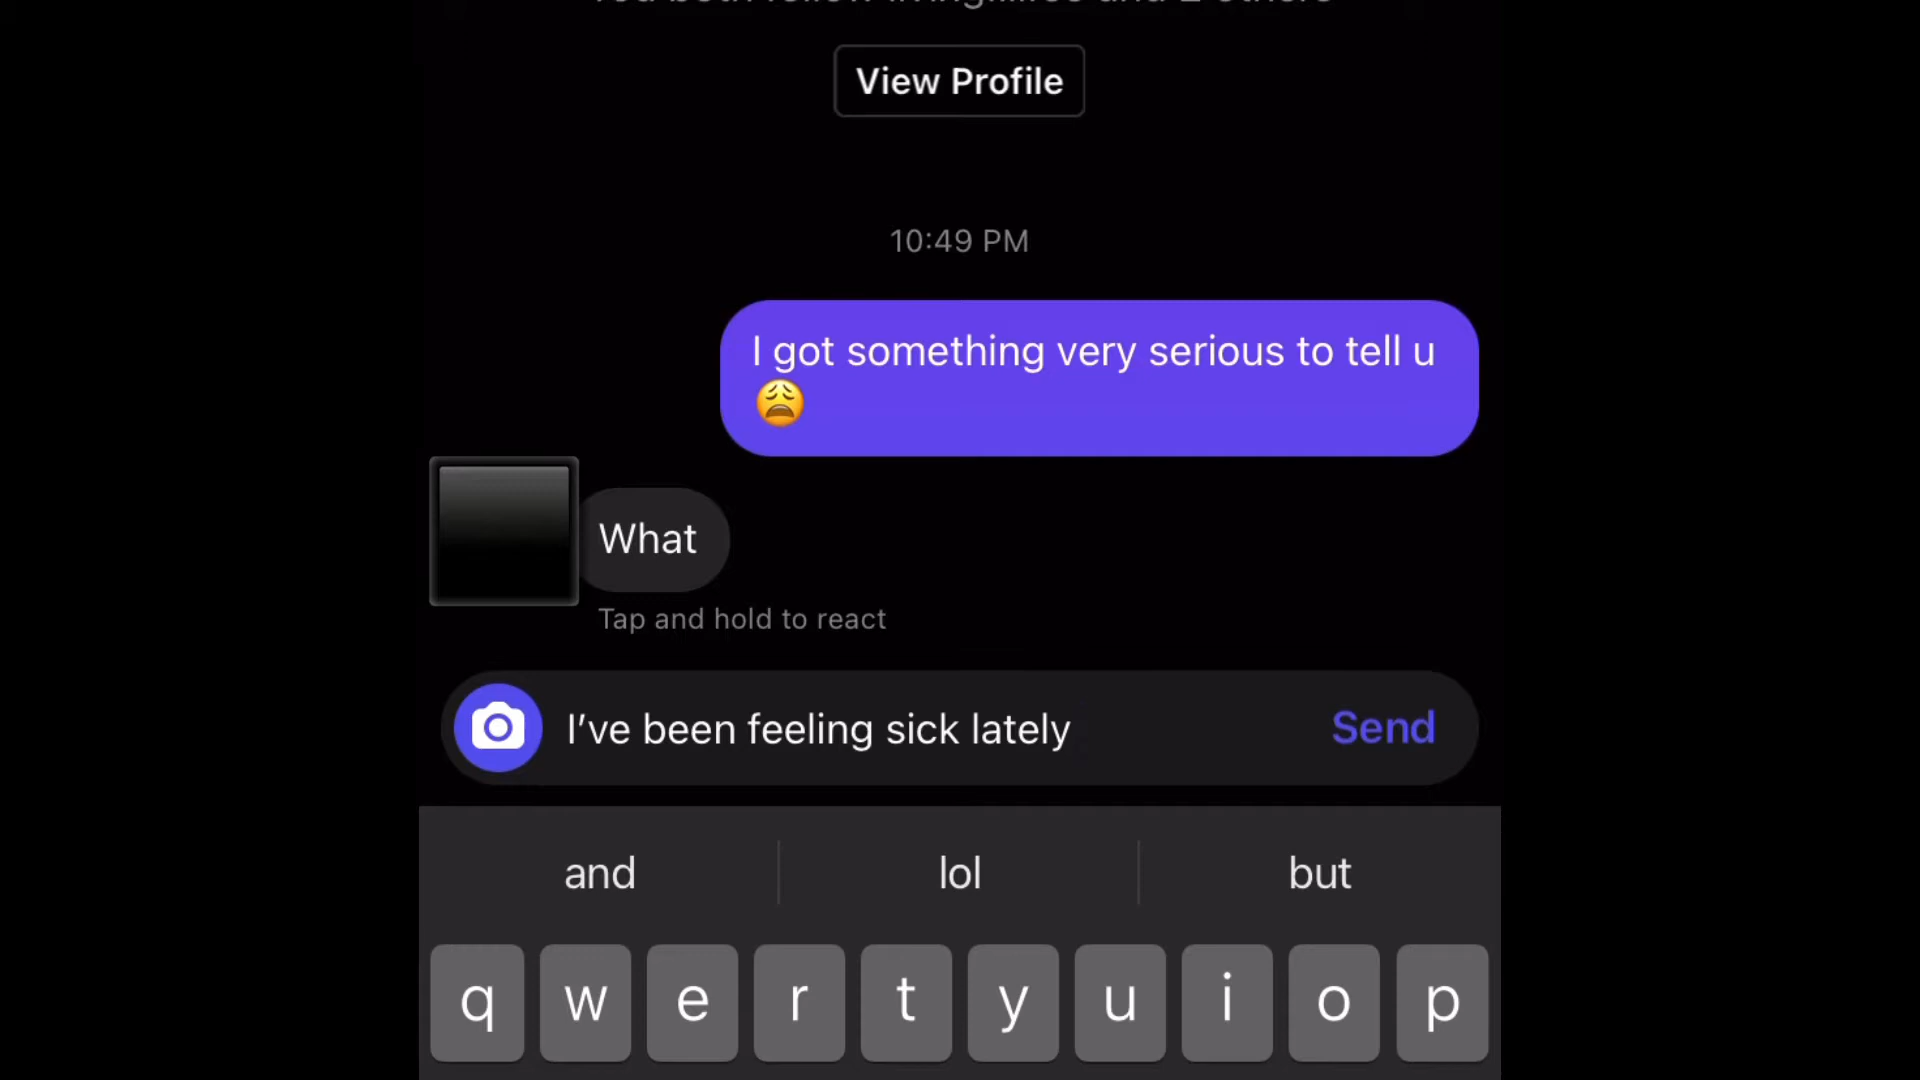 View Profile
10:49 PM
I got something very serious to tell u
😩
What
Tap and hold to react
I’ve been feeling sick lately
Send
and
lol
but
q w e r t y u i o p